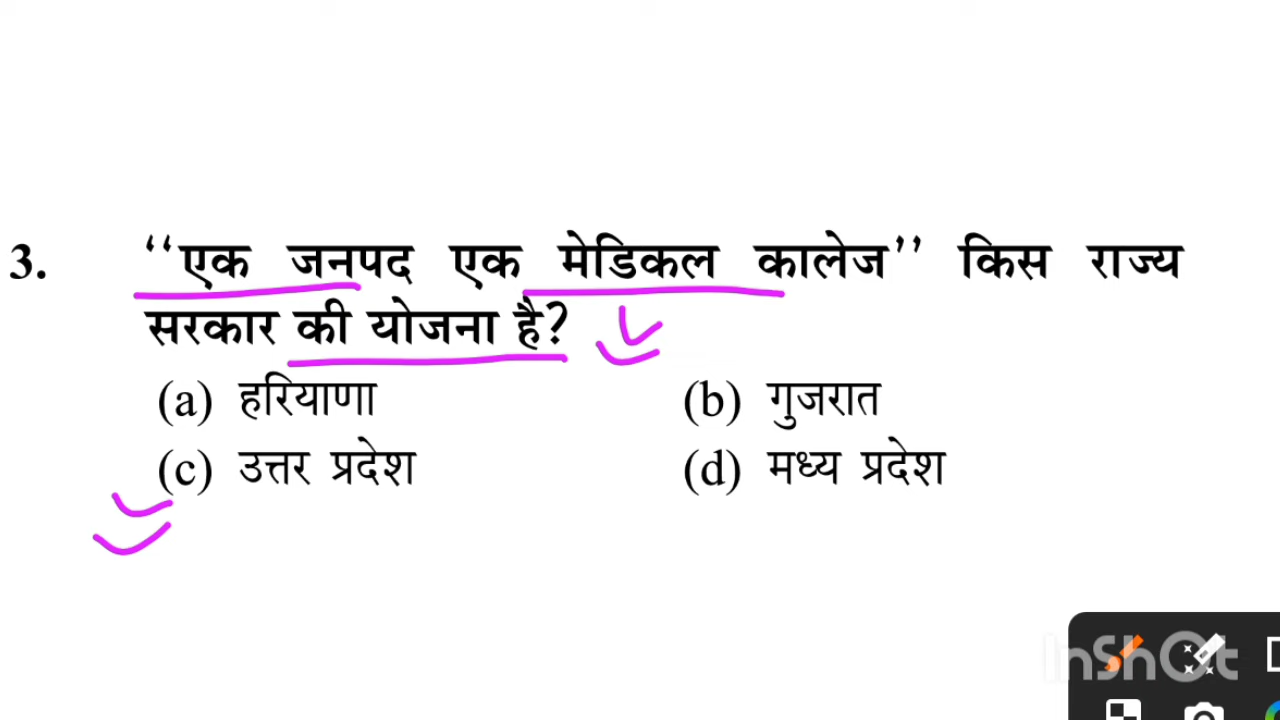 3. ‘‘एक जनपद एक मेडिकल कालेज’’ किस राज्य
सरकार की योजना है?
(a) हरियाणा (b) गुजरात
(c) उत्तर प्रदेश (d) मध्य प्रदेश
InShOt